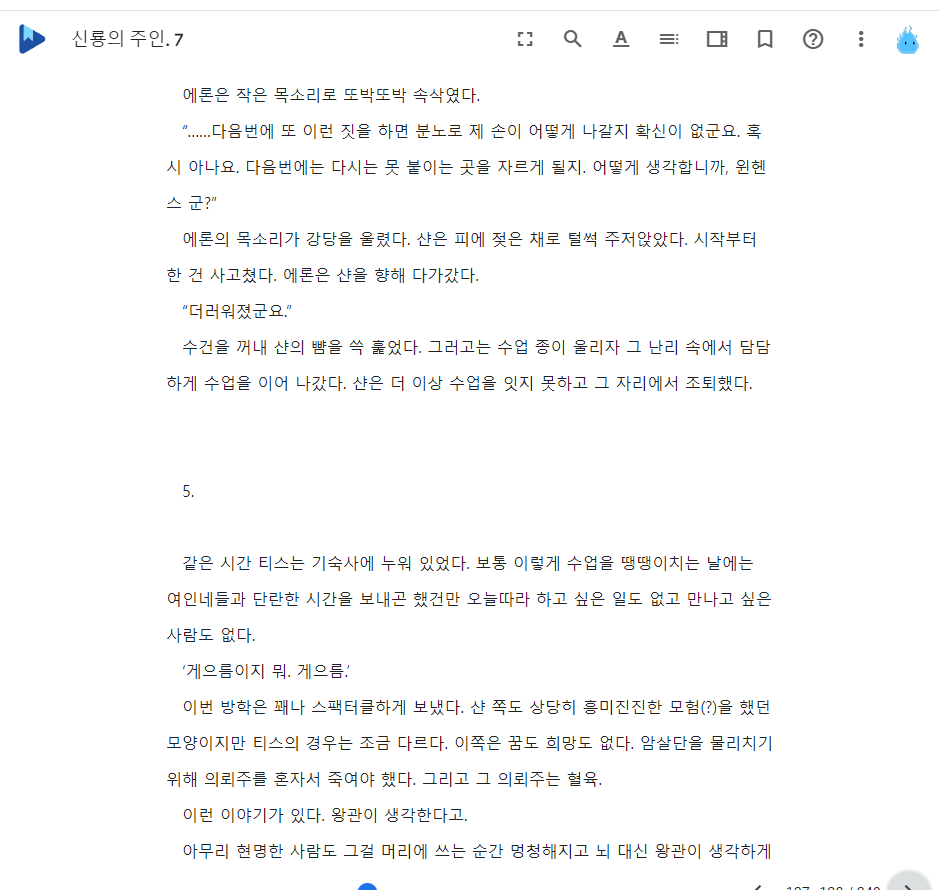 신룡의 주인. 7
에론은 작은 목소리로 또박또박 속삭였다.
“......다음번에 또 이런 짓을 하면 분노로 제 손이 어떻게 나갈지 확신이 없군요. 혹
시 아나요. 다음번에는 다시는 못 붙이는 곳을 자르게 될지. 어떻게 생각합니까, 윈헨
스 군?”
에론의 목소리가 강당을 울렸다. 샨은 피에 젖은 채로 털썩 주저앉았다. 시작부터
한 건 사고쳤다. 에론은 샨을 향해 다가갔다.
“더러워졌군요.”
수건을 꺼내 샨의 뺨을 쓱 훑었다. 그러고는 수업 종이 울리자 그 난리 속에서 담담
하게 수업을 이어 나갔다. 샨은 더 이상 수업을 잇지 못하고 그 자리에서 조퇴했다.
5.
같은 시간 티스는 기숙사에 누워 있었다. 보통 이렇게 수업을 땡땡이치는 날에는
여인네들과 단란한 시간을 보내곤 했건만 오늘따라 하고 싶은 일도 없고 만나고 싶은
사람도 없다.
‘게으름이지 뭐. 게으름.’
이번 방학은 꽤나 스팩터클하게 보냈다. 샨 쪽도 상당히 흥미진진한 모험(?)을 했던
모양이지만 티스의 경우는 조금 다르다. 이쪽은 꿈도 희망도 없다. 암살단을 물리치기
위해 의뢰주를 혼자서 죽여야 했다. 그리고 그 의뢰주는 혈육.
이런 이야기가 있다. 왕관이 생각한다고.
아무리 현명한 사람도 그걸 머리에 쓰는 순간 멍청해지고 뇌 대신 왕관이 생각하게